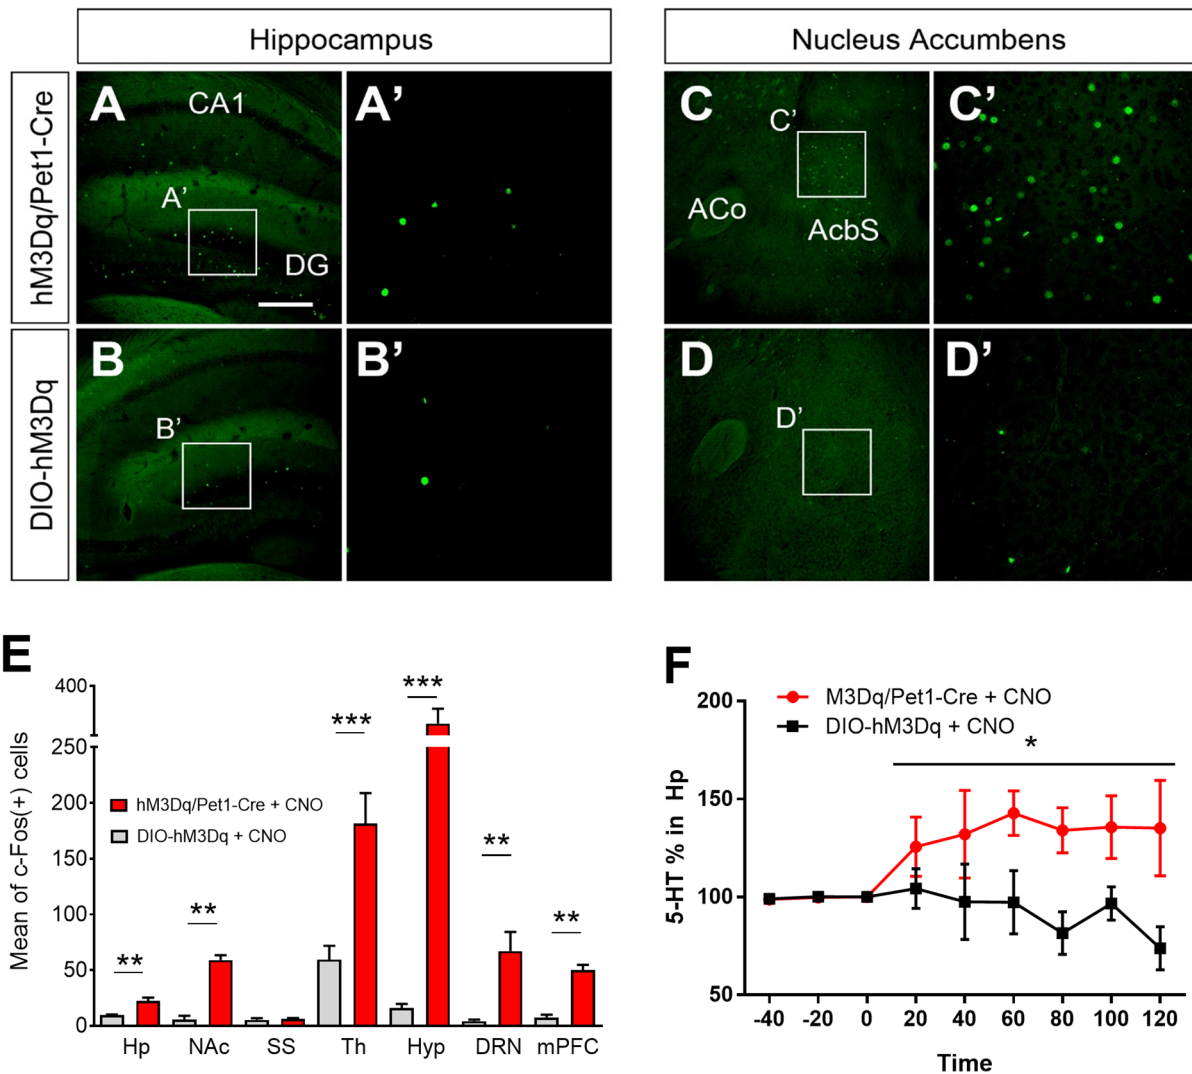 Hippocampus
Nucleus Accumbens
hM3Dq/Pet1-Cre
A
CA1
A’
DG
A’
C
C’
ACo
AcbS
C’
DIO-hM3Dq
B
B’
B’
D
D’
D’
E
Mean of c-Fos(+) cells
400
250
200
150
100
50
0
hM3Dq/Pet1-Cre + CNO
DIO-hM3Dq + CNO
**
**
***
***
**
**
Hp NAc SS Th Hyp DRN mPFC
F
M3Dq/Pet1-Cre + CNO
DIO-hM3Dq + CNO
*
5-HT % in Hp
200
150
100
50
-40 -20 0 20 40 60 80 100 120
Time